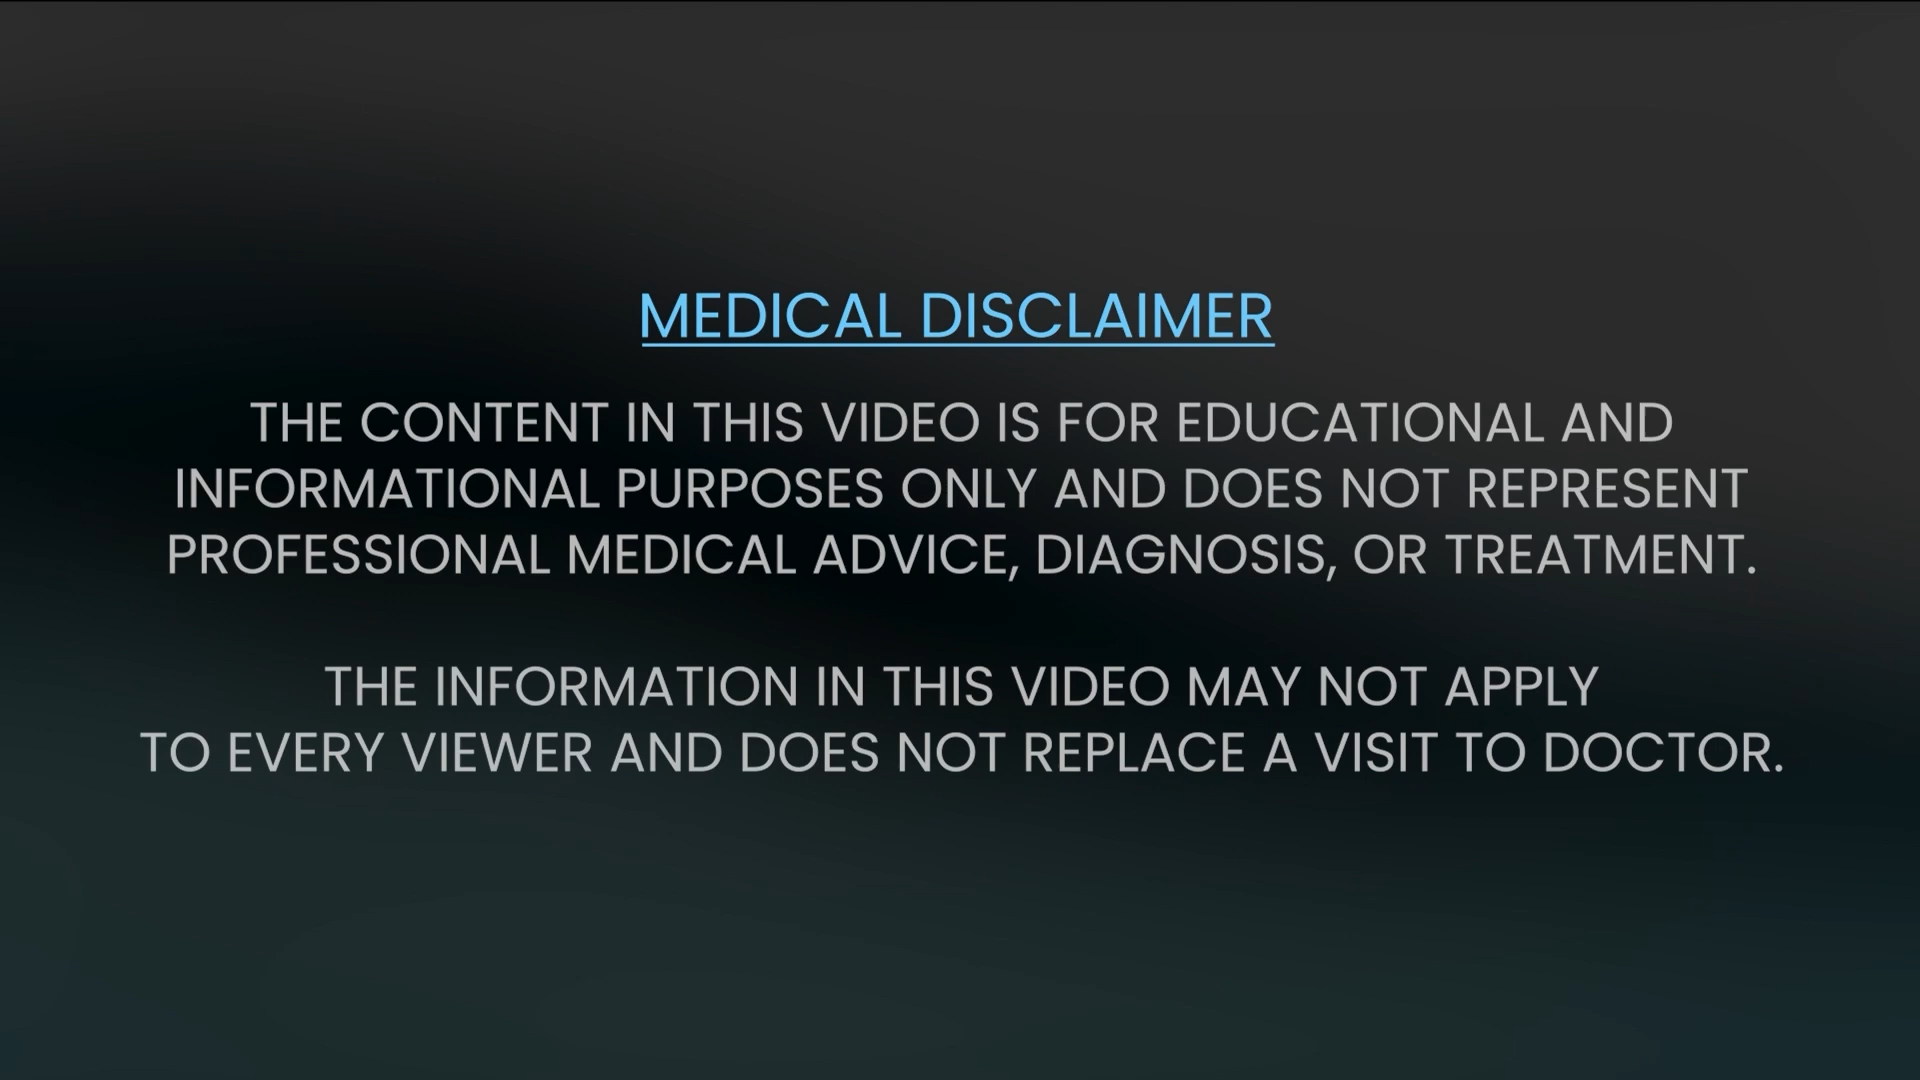 MEDICAL DISCLAIMER
THE CONTENT IN THIS VIDEO IS FOR EDUCATIONAL AND
INFORMATIONAL PURPOSES ONLY AND DOES NOT REPRESENT
PROFESSIONAL MEDICAL ADVICE, DIAGNOSIS, OR TREATMENT.
THE INFORMATION IN THIS VIDEO MAY NOT APPLY
TO EVERY VIEWER AND DOES NOT REPLACE A VISIT TO DOCTOR.